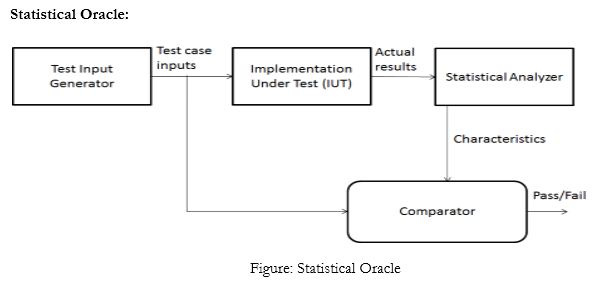 Statistical Oracle:
Test Input
Generator
Test case
inputs
Implementation
Under Test (IUT)
Actual
results
Statistical Analyzer
Characteristics
Comparator
Pass/Fail
Figure: Statistical Oracle